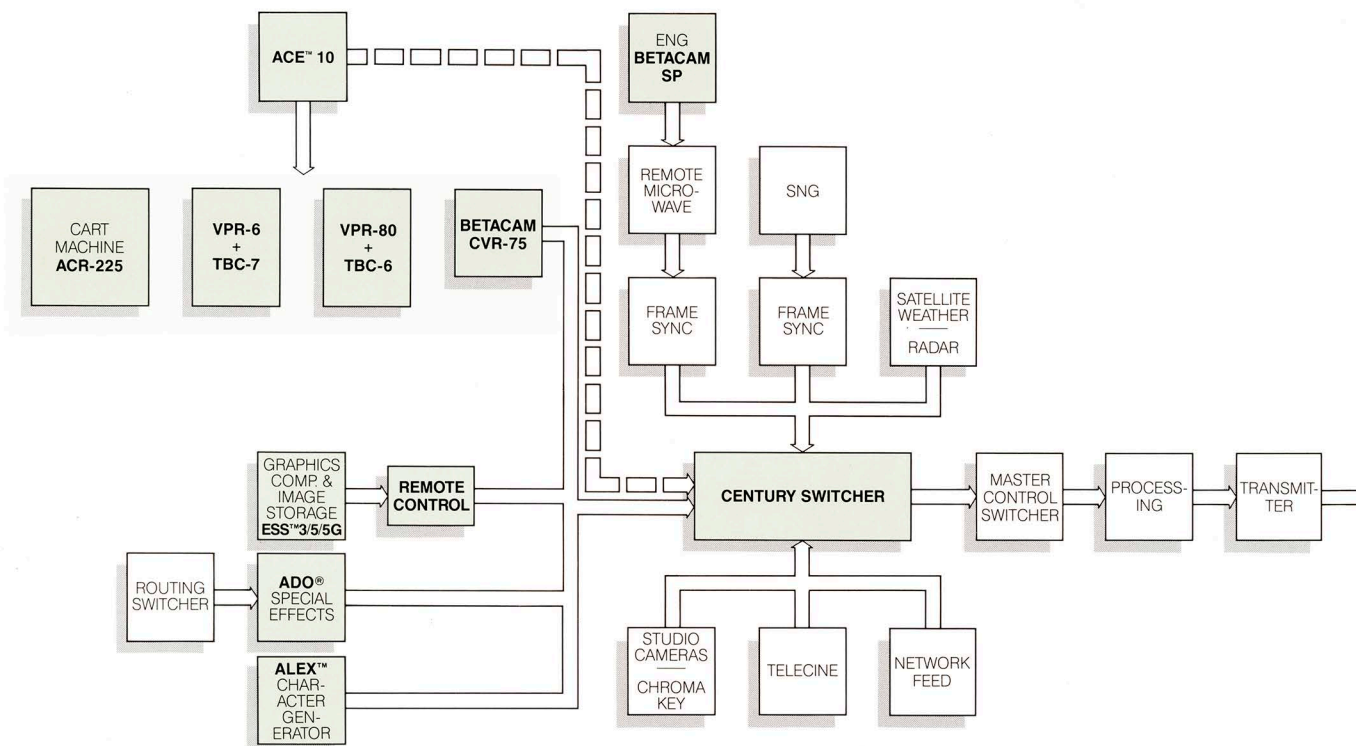 ACE™ 10
ENG
BETACAM
SP
REMOTE
MICRO-
WAVE
SNG
CART
MACHINE
ACR-225
VPR-6
+
TBC-7
VPR-80
+
TBC-6
BETACAM
CVR-75
FRAME
SYNC
FRAME
SYNC
SATELLITE
WEATHER
RADAR
GRAPHICS
COMP. &
IMAGE
STORAGE
ESS™3/5/5G
REMOTE
CONTROL
CENTURY SWITCHER
MASTER
CONTROL
SWITCHER
PROCESS-
ING
TRANSMIT-
TER
ROUTING
SWITCHER
ADO®
SPECIAL
EFFECTS
ALEX™
CHAR-
ACTER
GEN-
ERATOR
STUDIO
CAMERAS
CHROMA
KEY
TELECINE
NETWORK
FEED